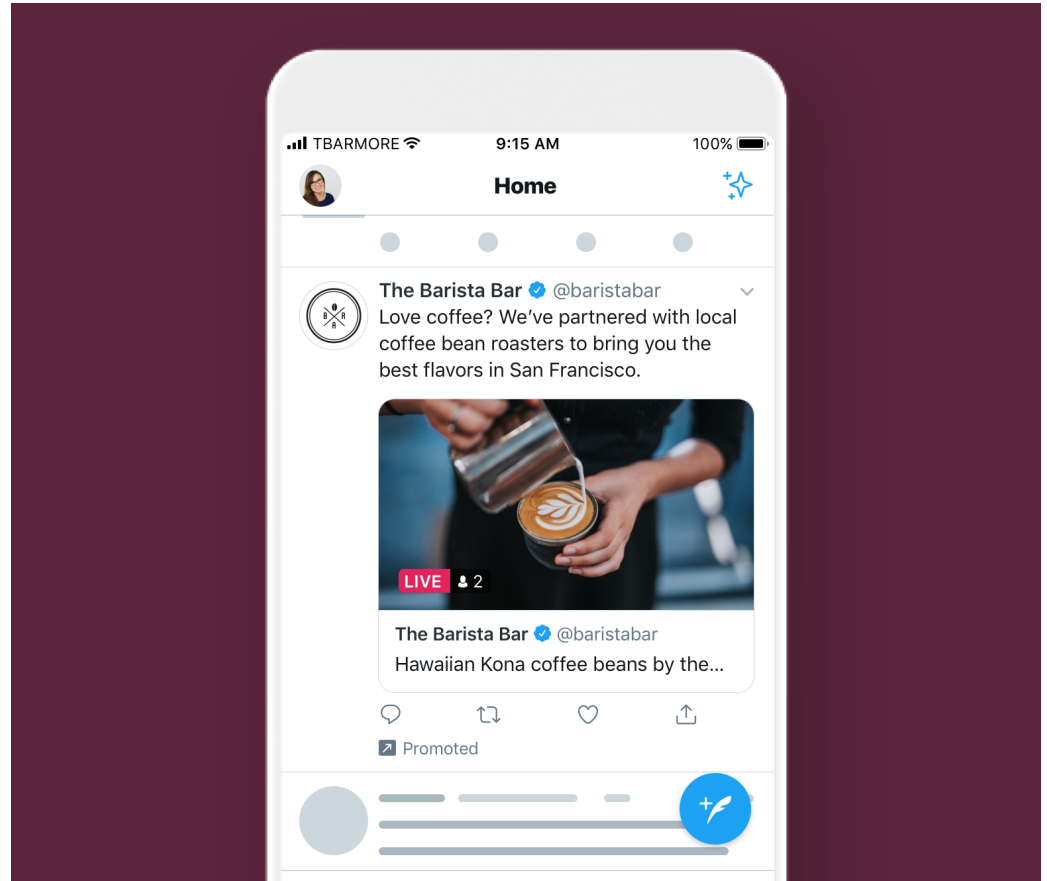 TBARMORE 9:15 AM 100%
Home
The Barista Bar @baristabar
Love coffee? We’ve partnered with local
coffee bean roasters to bring you the
best flavors in San Francisco.
B A R R
LIVE 2
The Barista Bar @baristabar
Hawaiian Kona coffee beans by the...
Promoted